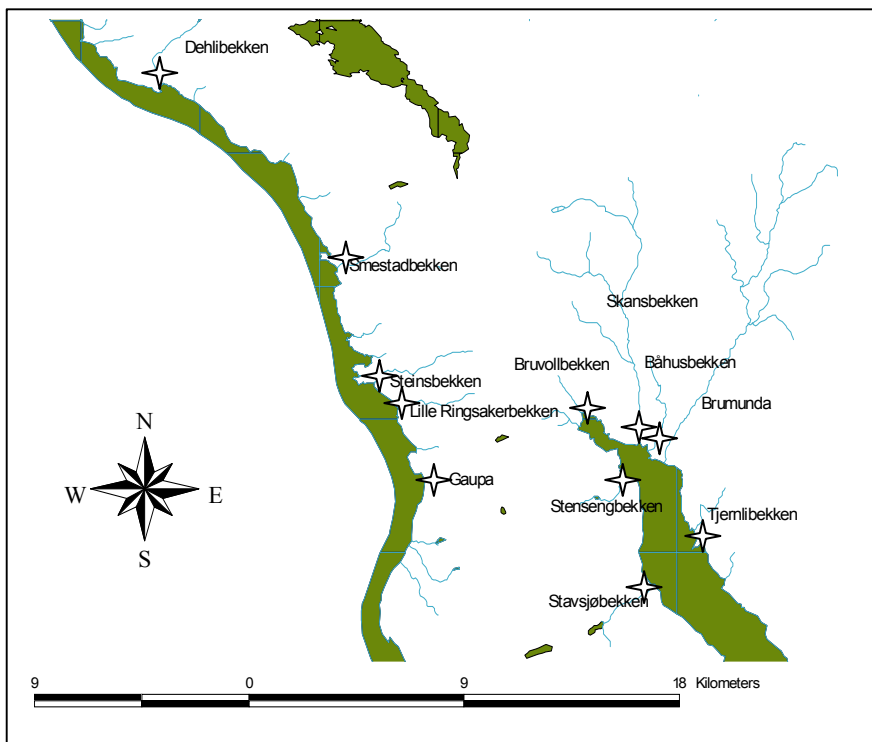 Dehlibekken
Smestadbekken
Skansbekken
Bruvollbekken
Båhusbekken
Steinsbekken
Brumunda
Lille Ringsakerbekken
N
Gaupa
W
E
Stensengbekken
Tjernlibekken
S
Stavsjøbekken
9 0 9 18 Kilometers